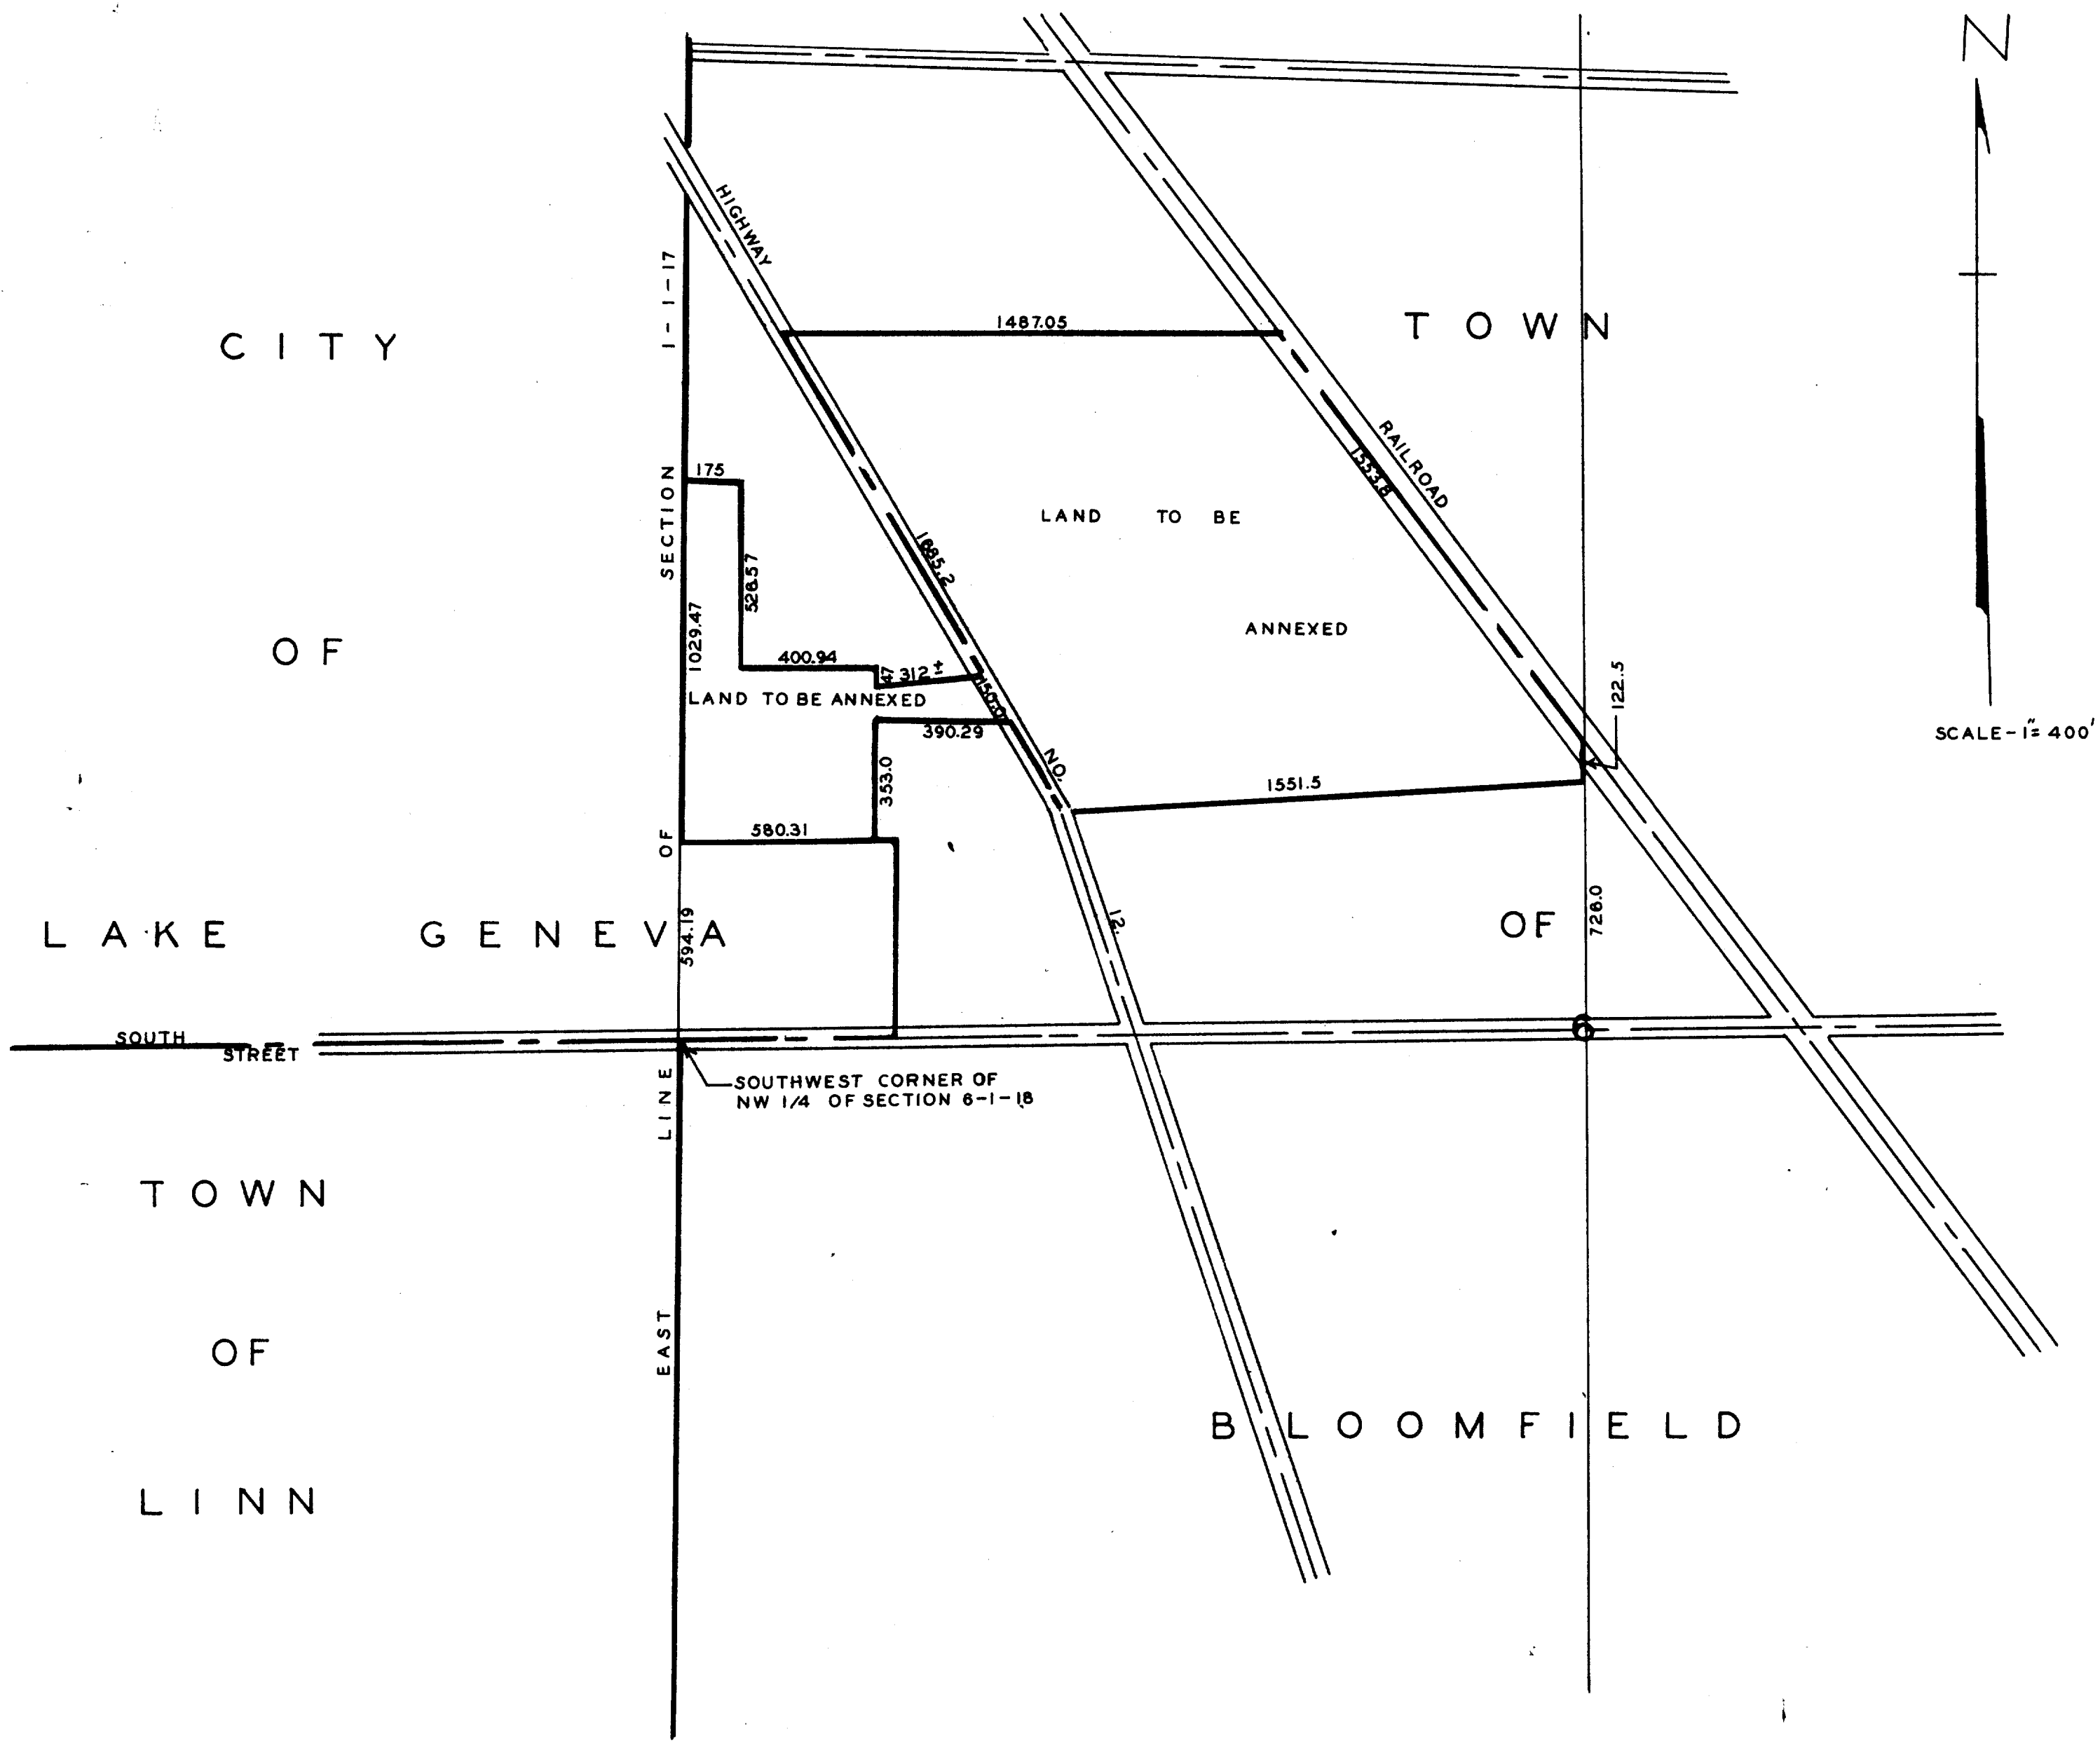 N
HIGHWAY
SECTION 1-1-17
1487.05
TOWN
CITY
RAILROAD
1553.8
175
LAND TO BE
528.57
1685.2
1029.47
ANNEXED
OF
400.94
47
312±
150.0
122.5
LAND TO BE ANNEXED
390.29
SCALE-1"=400'
NO.
353.0
1551.5
580.31
OF
12.
OF
728.0
LAKE GENEVA
594.19
6
SOUTH
STREET
SOUTHWEST CORNER OF
NW 1/4 OF SECTION 6-1-18
LINE
TOWN
OF
EAST
BLOOMFIELD
LINN